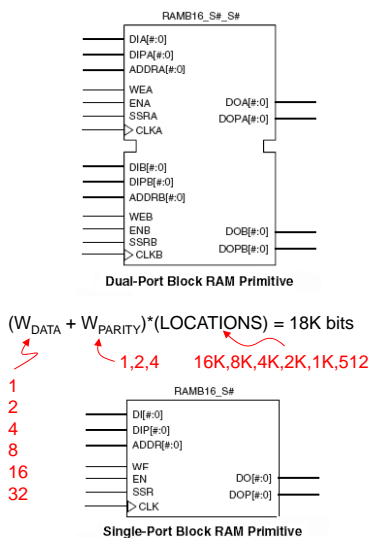 RAMB16_S#_S#
DIA[#:0]
DIPA[#:0]
ADDRA[#:0]
WEA
ENA
SSRA
CLKA
DOA[#:0]
DOPA[#:0]
DIB[#:0]
DIPB[#:0]
ADDRB[#:0]
WEB
ENB
SSRB
CLKB
DOB[#:0]
DOPB[#:0]
Dual-Port Block RAM Primitive
(WDATA + WPARITY)*(LOCATIONS) = 18K bits
1,2,4
16K,8K,4K,2K,1K,512
1
2
4
8
16
32
RAMB16_S#
DI[#:0]
DIP[#:0]
ADDR[#:0]
WE
EN
SSR
CLK
DO[#:0]
DOP[#:0]
Single-Port Block RAM Primitive